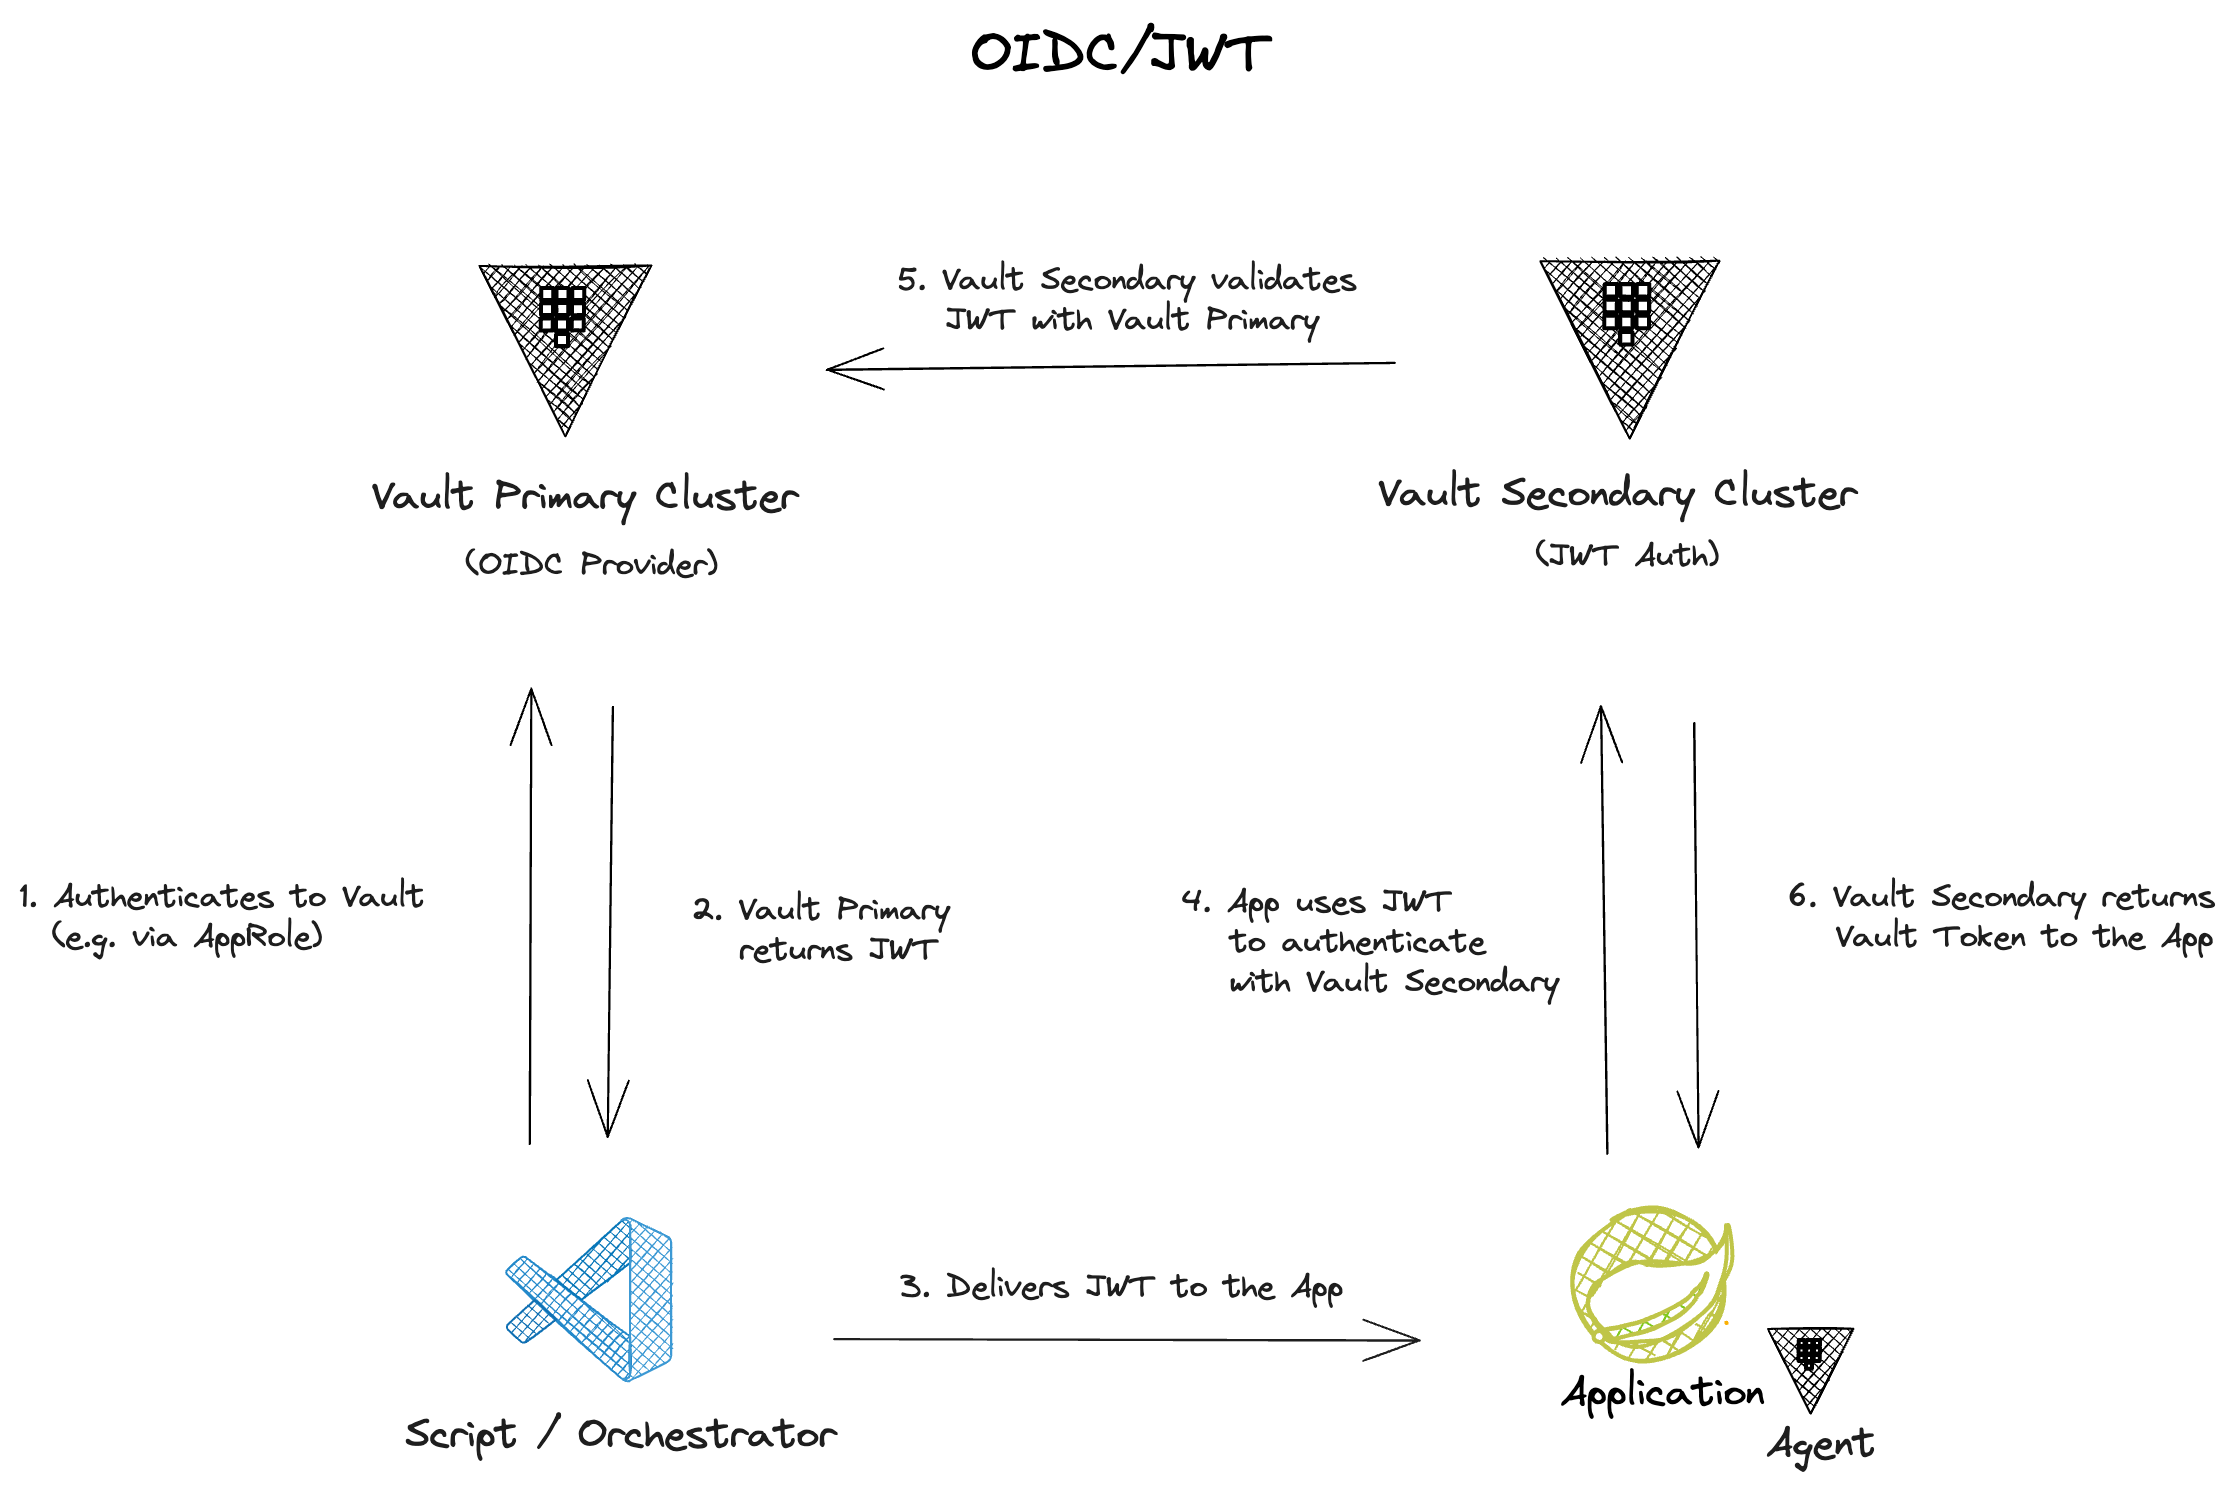 OIDC/JWT
5. Vault Secondary validates
JWT with Vault Primary
Vault Primary Cluster
(OIDC Provider)
Vault Secondary Cluster
(JWT Auth)
1. Authenticates to Vault
(e.g. via AppRole)
2. Vault Primary
returns JWT
4. App uses JWT
to authenticate
with Vault Secondary
6. Vault Secondary returns
Vault Token to the App
3. Delivers JWT to the App
Script / Orchestrator
Application
Agent